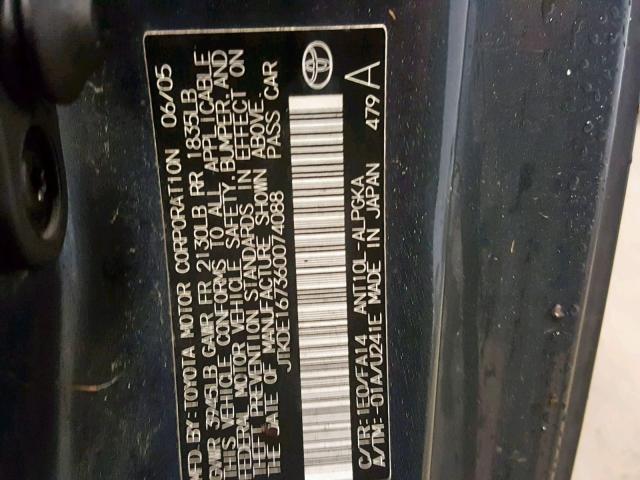 MFD.BY:TOYOTA MOTOR CORPORATION 06/05
GVWR 3945LB GAWR FR 2130LB RR 1835LB
THIS VEHICLE CONFORMS TO ALL APPLICABLE
FEDERAL MOTOR VEHICLE SAFETY,BUMPER,AND
THEFT PREVENTION STANDARDS IN EFFECT ON
THE DATE OF MANUFACTURE SHOWN ABOVE.
JTKDE167360074088 PASS CAR
C/TR:1E0/FA14 ANT10L-ALPGKA 479 A
A/TM:-01A/U241E MADE IN JAPAN